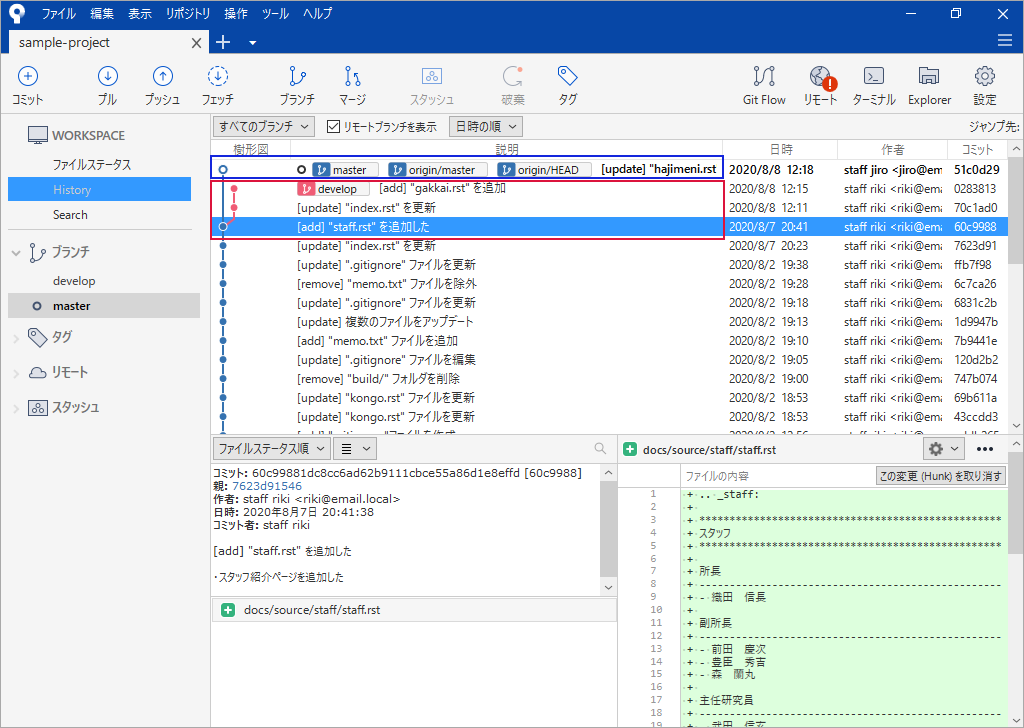 ファイル 編集 表示 リポジトリ 操作 ツール ヘルプ
sample-project
コミット プル プッシュ フェッチ ブランチ マージ スタッシュ 破棄 タグ Git Flow リモート ターミナル Explorer 設定
WORKSPACE
ファイルステータス
History
Search
ブランチ
develop
master
タグ
リモート
スタッシュ
すべてのブランチ リモートブランチを表示 日時の順 ジャンプ先:
樹形図 説明 日時 作者 コミット
master origin/master origin/HEAD [update] "hajimeni.rst 2020/8/8 12:18 staff jiro <jiro@em 51c0d29
develop [add] "gakkai.rst" を追加 2020/8/8 12:15 staff riki <riki@ema 0283813
[update] "index.rst" を更新 2020/8/8 12:11 staff riki <riki@ema 70c1ad0
[add] "staff.rst" を追加した 2020/8/7 20:41 staff riki <riki@ema 60c9988
[update] "index.rst" を更新 2020/8/7 20:23 staff riki <riki@ema 7623d91
[update] ".gitignore" ファイルを更新 2020/8/2 19:38 staff riki <riki@ema ffb7f98
[remove] "memo.txt" ファイルを除外 2020/8/2 19:28 staff riki <riki@ema 6c7ca26
[update] ".gitignore" ファイルを更新 2020/8/2 19:18 staff riki <riki@ema 6831c2b
[update] 複数のファイルをアップデート 2020/8/2 19:13 staff riki <riki@ema 1d9947b
[add] "memo.txt" ファイルを追加 2020/8/2 19:10 staff riki <riki@ema 7b9441e
[update] ".gitignore" ファイルを編集 2020/8/2 19:05 staff riki <riki@ema 120d2b2
[remove] "build/" フォルダを削除 2020/8/2 19:00 staff riki <riki@ema 747b074
[update] "kongo.rst" ファイルを更新 2020/8/2 18:53 staff riki <riki@ema 69b611a
[update] "kongo.rst" ファイルを更新 2020/8/2 18:53 staff riki <riki@ema 43ccdd3
ファイルステータス順
コミット: 60c99881dc8cc6ad62b9111cbce55a86d1e8effd [60c9988]
親: 7623d91546
作者: staff riki <riki@email.local>
日時: 2020年8月7日 20:41:38
コミット者: staff riki
[add] "staff.rst" を追加した
・スタッフ紹介ページを追加した
docs/source/staff/staff.rst
docs/source/staff/staff.rst
ファイルの内容 この変更 (Hunk) を取り消す
1 + .. _staff:
2 +
3 + **************************************************
4 + スタッフ
5 + **************************************************
6 +
7 + 所長
8 + --------------------------------------------------
9 + - 織田 信長
10 +
11 + 副所長
12 + --------------------------------------------------
13 + - 前田 慶次
14 + - 豊臣 秀吉
15 + - 森 蘭丸
16 +
17 + 主任研究員
18 + --------------------------------------------------
19 + - 武田 信玄